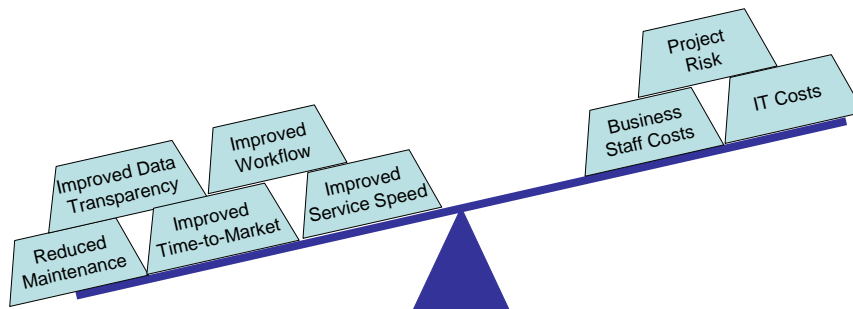 Improved Data
Transparency
Improved
Workflow
Reduced
Maintenance
Improved
Time-to-Market
Improved
Service Speed
Project
Risk
Business
Staff Costs
IT Costs